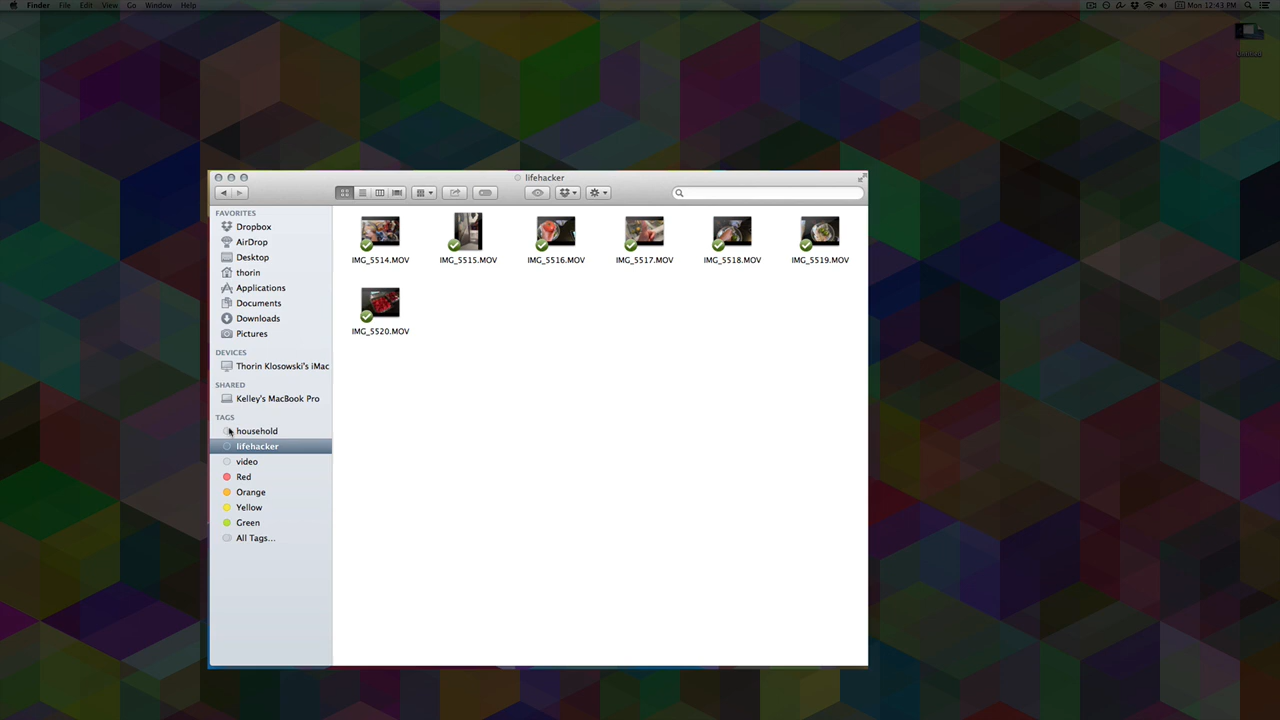 Finder File Edit View Go Window Help Mon 12:43 PM
Untitled
lifehacker
FAVORITES
Dropbox
AirDrop
Desktop
thorin
Applications
Documents
Downloads
Pictures
DEVICES
Thorin Klosowski's iMac
SHARED
Kelley's MacBook Pro
TAGS
household
lifehacker
video
Red
Orange
Yellow
Green
All Tags...
IMG_5514.MOV IMG_5515.MOV IMG_5516.MOV IMG_5517.MOV IMG_5518.MOV IMG_5519.MOV
IMG_5520.MOV